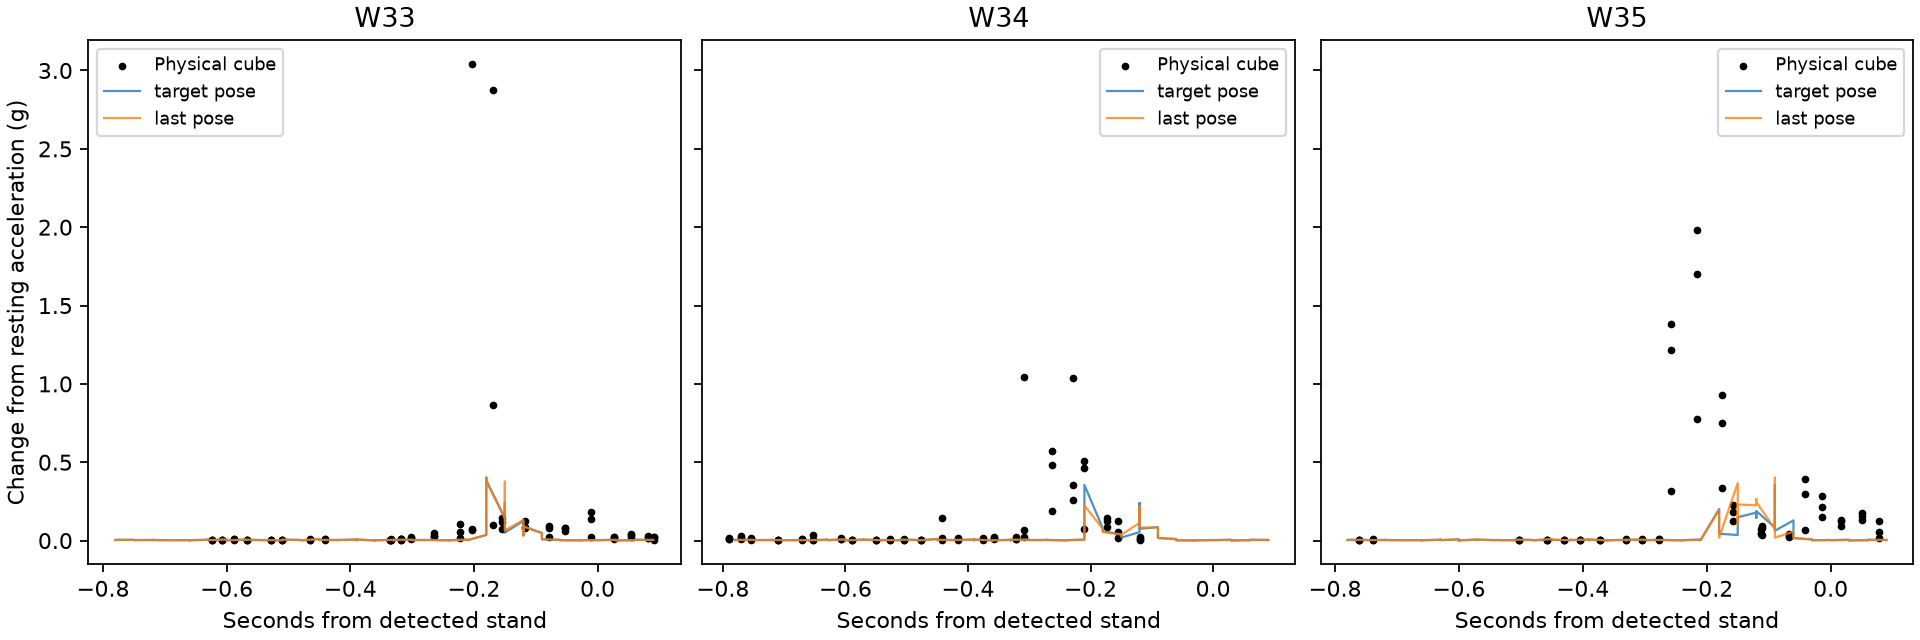 W33
W34
W35
Change from resting acceleration (g)
3.0
2.5
2.0
1.5
1.0
0.5
0.0
Physical cube
target pose
last pose
Physical cube
target pose
last pose
Physical cube
target pose
last pose
−0.8 −0.6 −0.4 −0.2 0.0
−0.8 −0.6 −0.4 −0.2 0.0
−0.8 −0.6 −0.4 −0.2 0.0
Seconds from detected stand
Seconds from detected stand
Seconds from detected stand